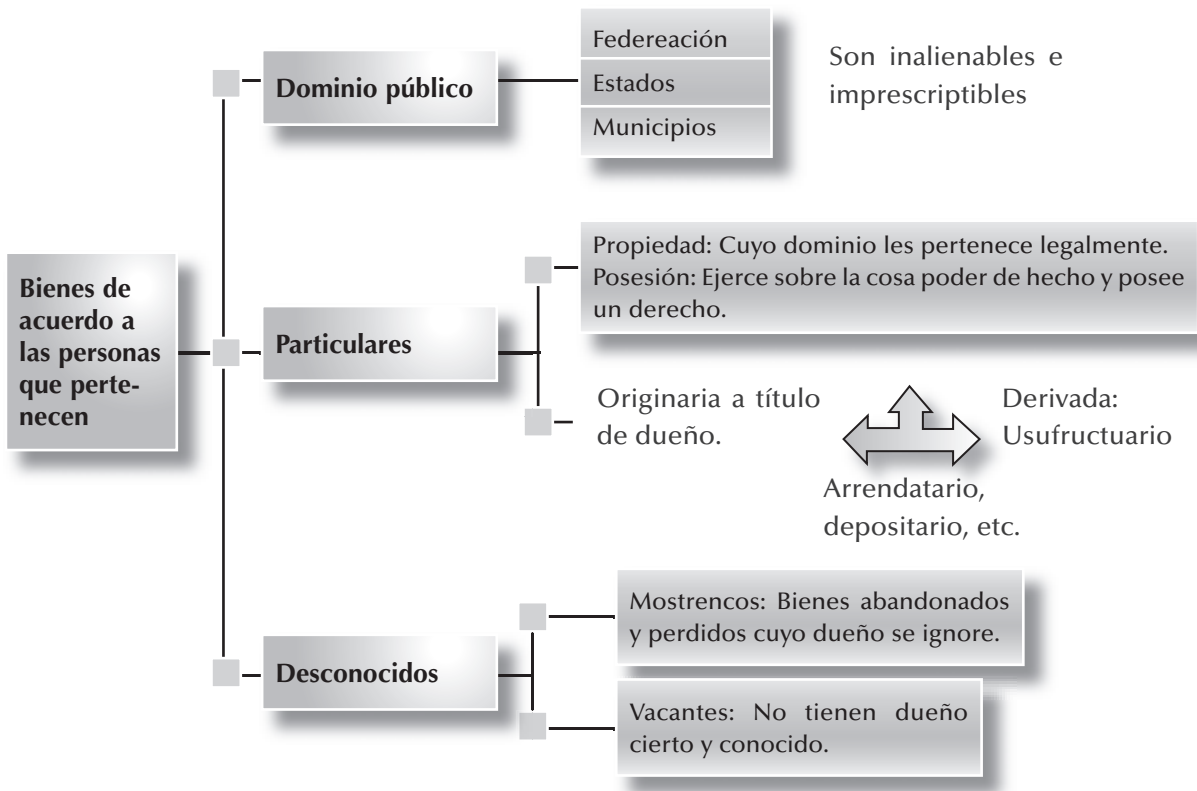 Bienes de
acuerdo a
las personas
que perte-
necen
Dominio público
Federeación
Estados
Municipios
Son inalienables e
imprescriptibles
Particulares
Propiedad: Cuyo dominio les pertenece legalmente.
Posesión: Ejerce sobre la cosa poder de hecho y posee
un derecho.
Originaria a título
de dueño.
Derivada:
Usufructuario
Arrendatario,
depositario, etc.
Desconocidos
Mostrencos: Bienes abandonados
y perdidos cuyo dueño se ignore.
Vacantes: No tienen dueño
cierto y conocido.